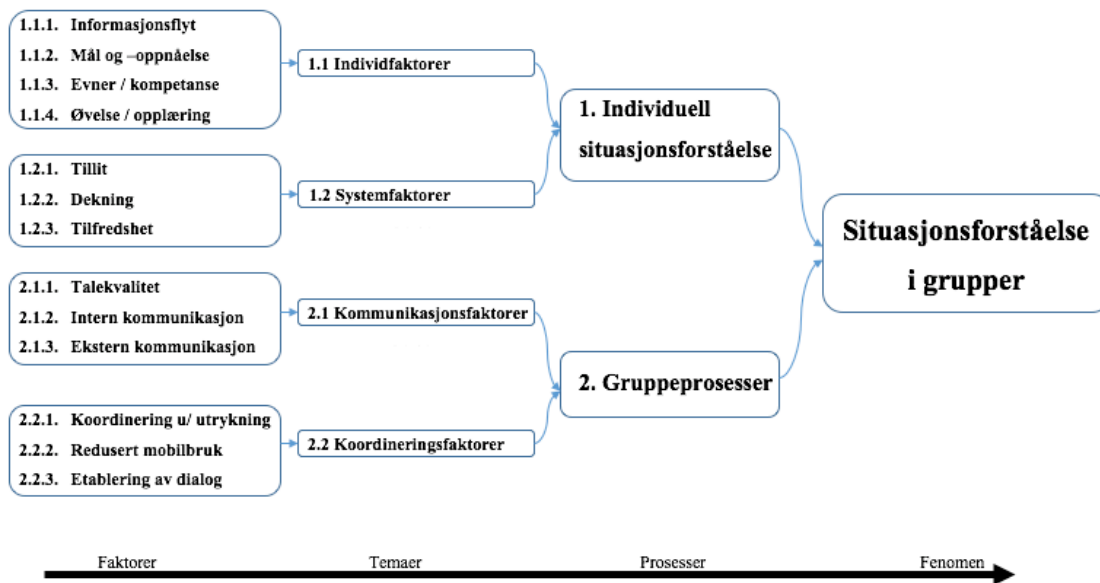 1.1.1. Informasjonsflyt
1.1.2. Mål og –oppnåelse
1.1.3. Evner / kompetanse
1.1.4. Øvelse / opplæring
1.2.1. Tillit
1.2.2. Dekning
1.2.3. Tilfredshet
2.1.1. Talekvalitet
2.1.2. Intern kommunikasjon
2.1.3. Ekstern kommunikasjon
2.2.1. Koordinering u/ utrykning
2.2.2. Redusert mobilbruk
2.2.3. Etablering av dialog
1.1 Individfaktorer
1.2 Systemfaktorer
2.1 Kommunikasjonsfaktorer
2.2 Koordineringsfaktorer
1. Individuell
situasjonsforståelse
2. Gruppeprosesser
Situasjonsforståelse
i grupper
Faktorer
Temaer
Prosesser
Fenomen